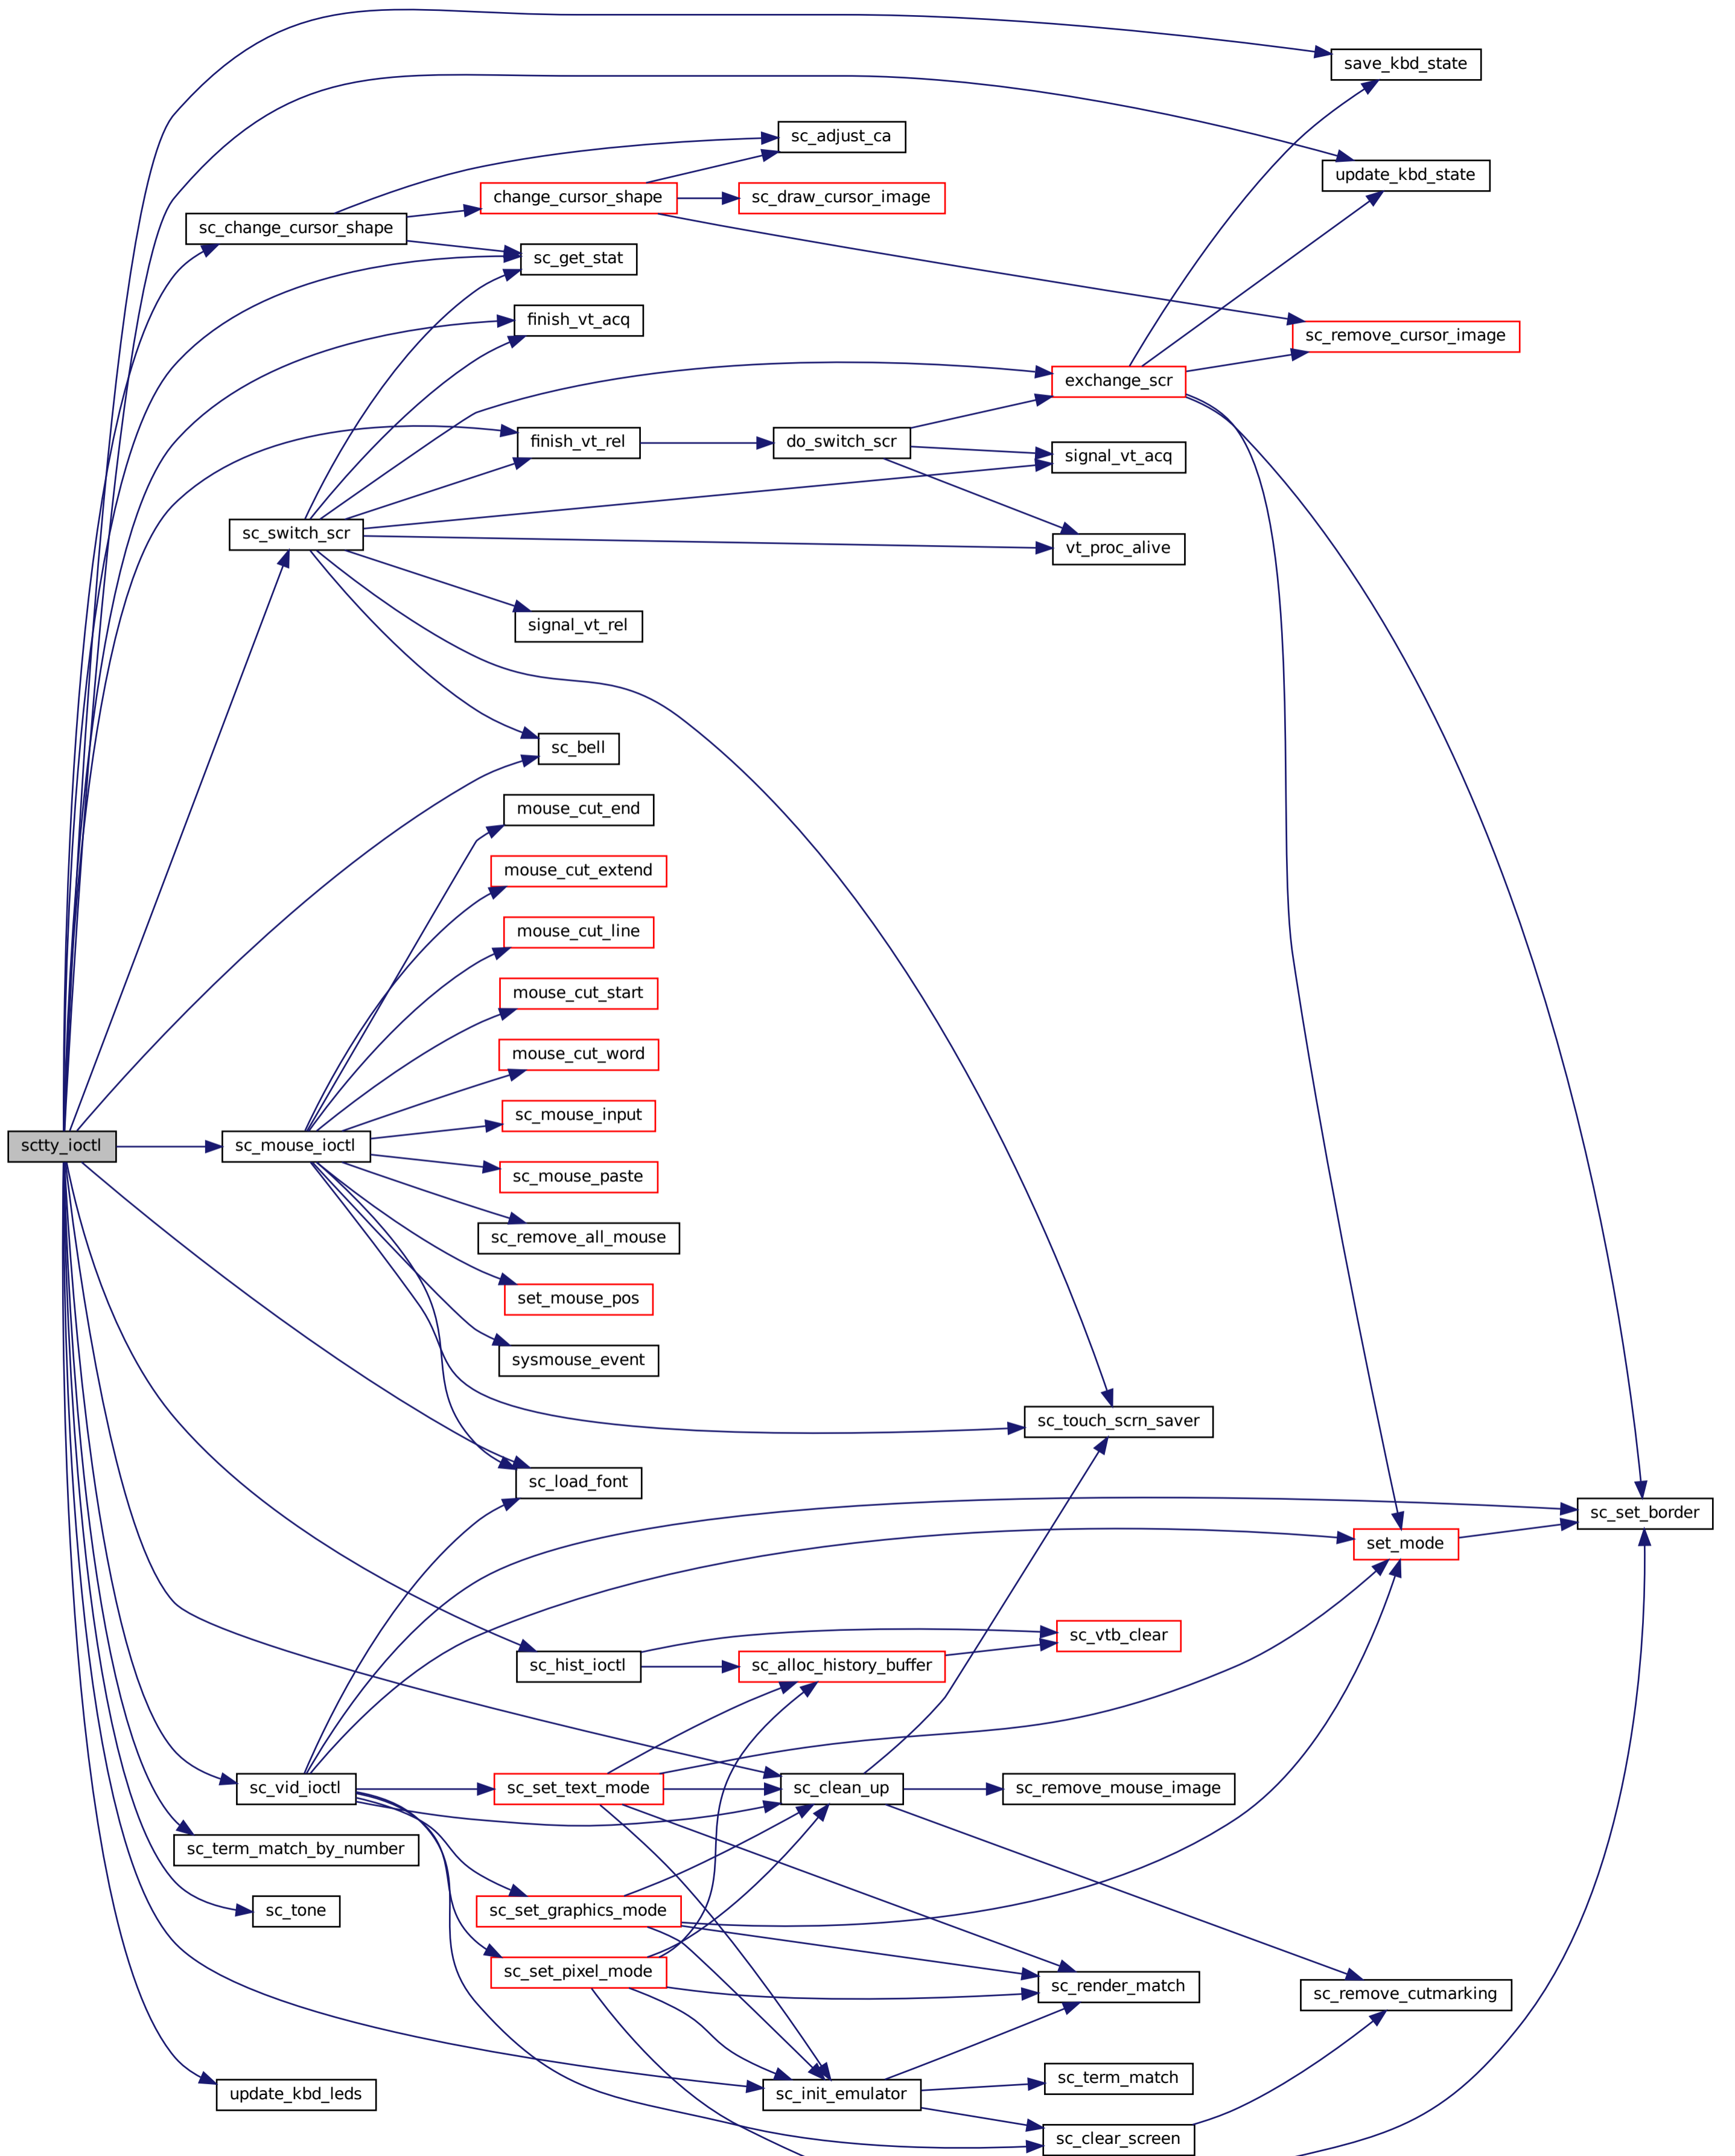 save_kbd_state
sc_adjust_ca
update_kbd_state
change_cursor_shape
sc_draw_cursor_image
sc_change_cursor_shape
sc_get_stat
finish_vt_acq
sc_remove_cursor_image
exchange_scr
finish_vt_rel
do_switch_scr
signal_vt_acq
sc_switch_scr
vt_proc_alive
signal_vt_rel
sc_bell
mouse_cut_end
mouse_cut_extend
mouse_cut_line
mouse_cut_start
mouse_cut_word
sc_mouse_input
sctty_ioctl
sc_mouse_ioctl
sc_mouse_paste
sc_remove_all_mouse
set_mouse_pos
sysmouse_event
sc_touch_scrn_saver
sc_load_font
sc_set_border
set_mode
sc_vtb_clear
sc_hist_ioctl
sc_alloc_history_buffer
sc_vid_ioctl
sc_set_text_mode
sc_clean_up
sc_remove_mouse_image
sc_term_match_by_number
sc_tone
sc_set_graphics_mode
sc_set_pixel_mode
sc_render_match
sc_remove_cutmarking
sc_term_match
update_kbd_leds
sc_init_emulator
sc_clear_screen